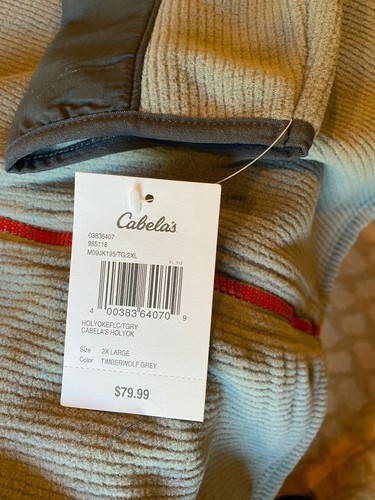 Cabela's
03836407
985118
M09JK195/TG/2XL
4 00383 64070 9
HOLYOKEFLC/TGRY
CABELA'S HOLYOK
Size 2X LARGE
Color TIMBERWOLF GREY
$79.99